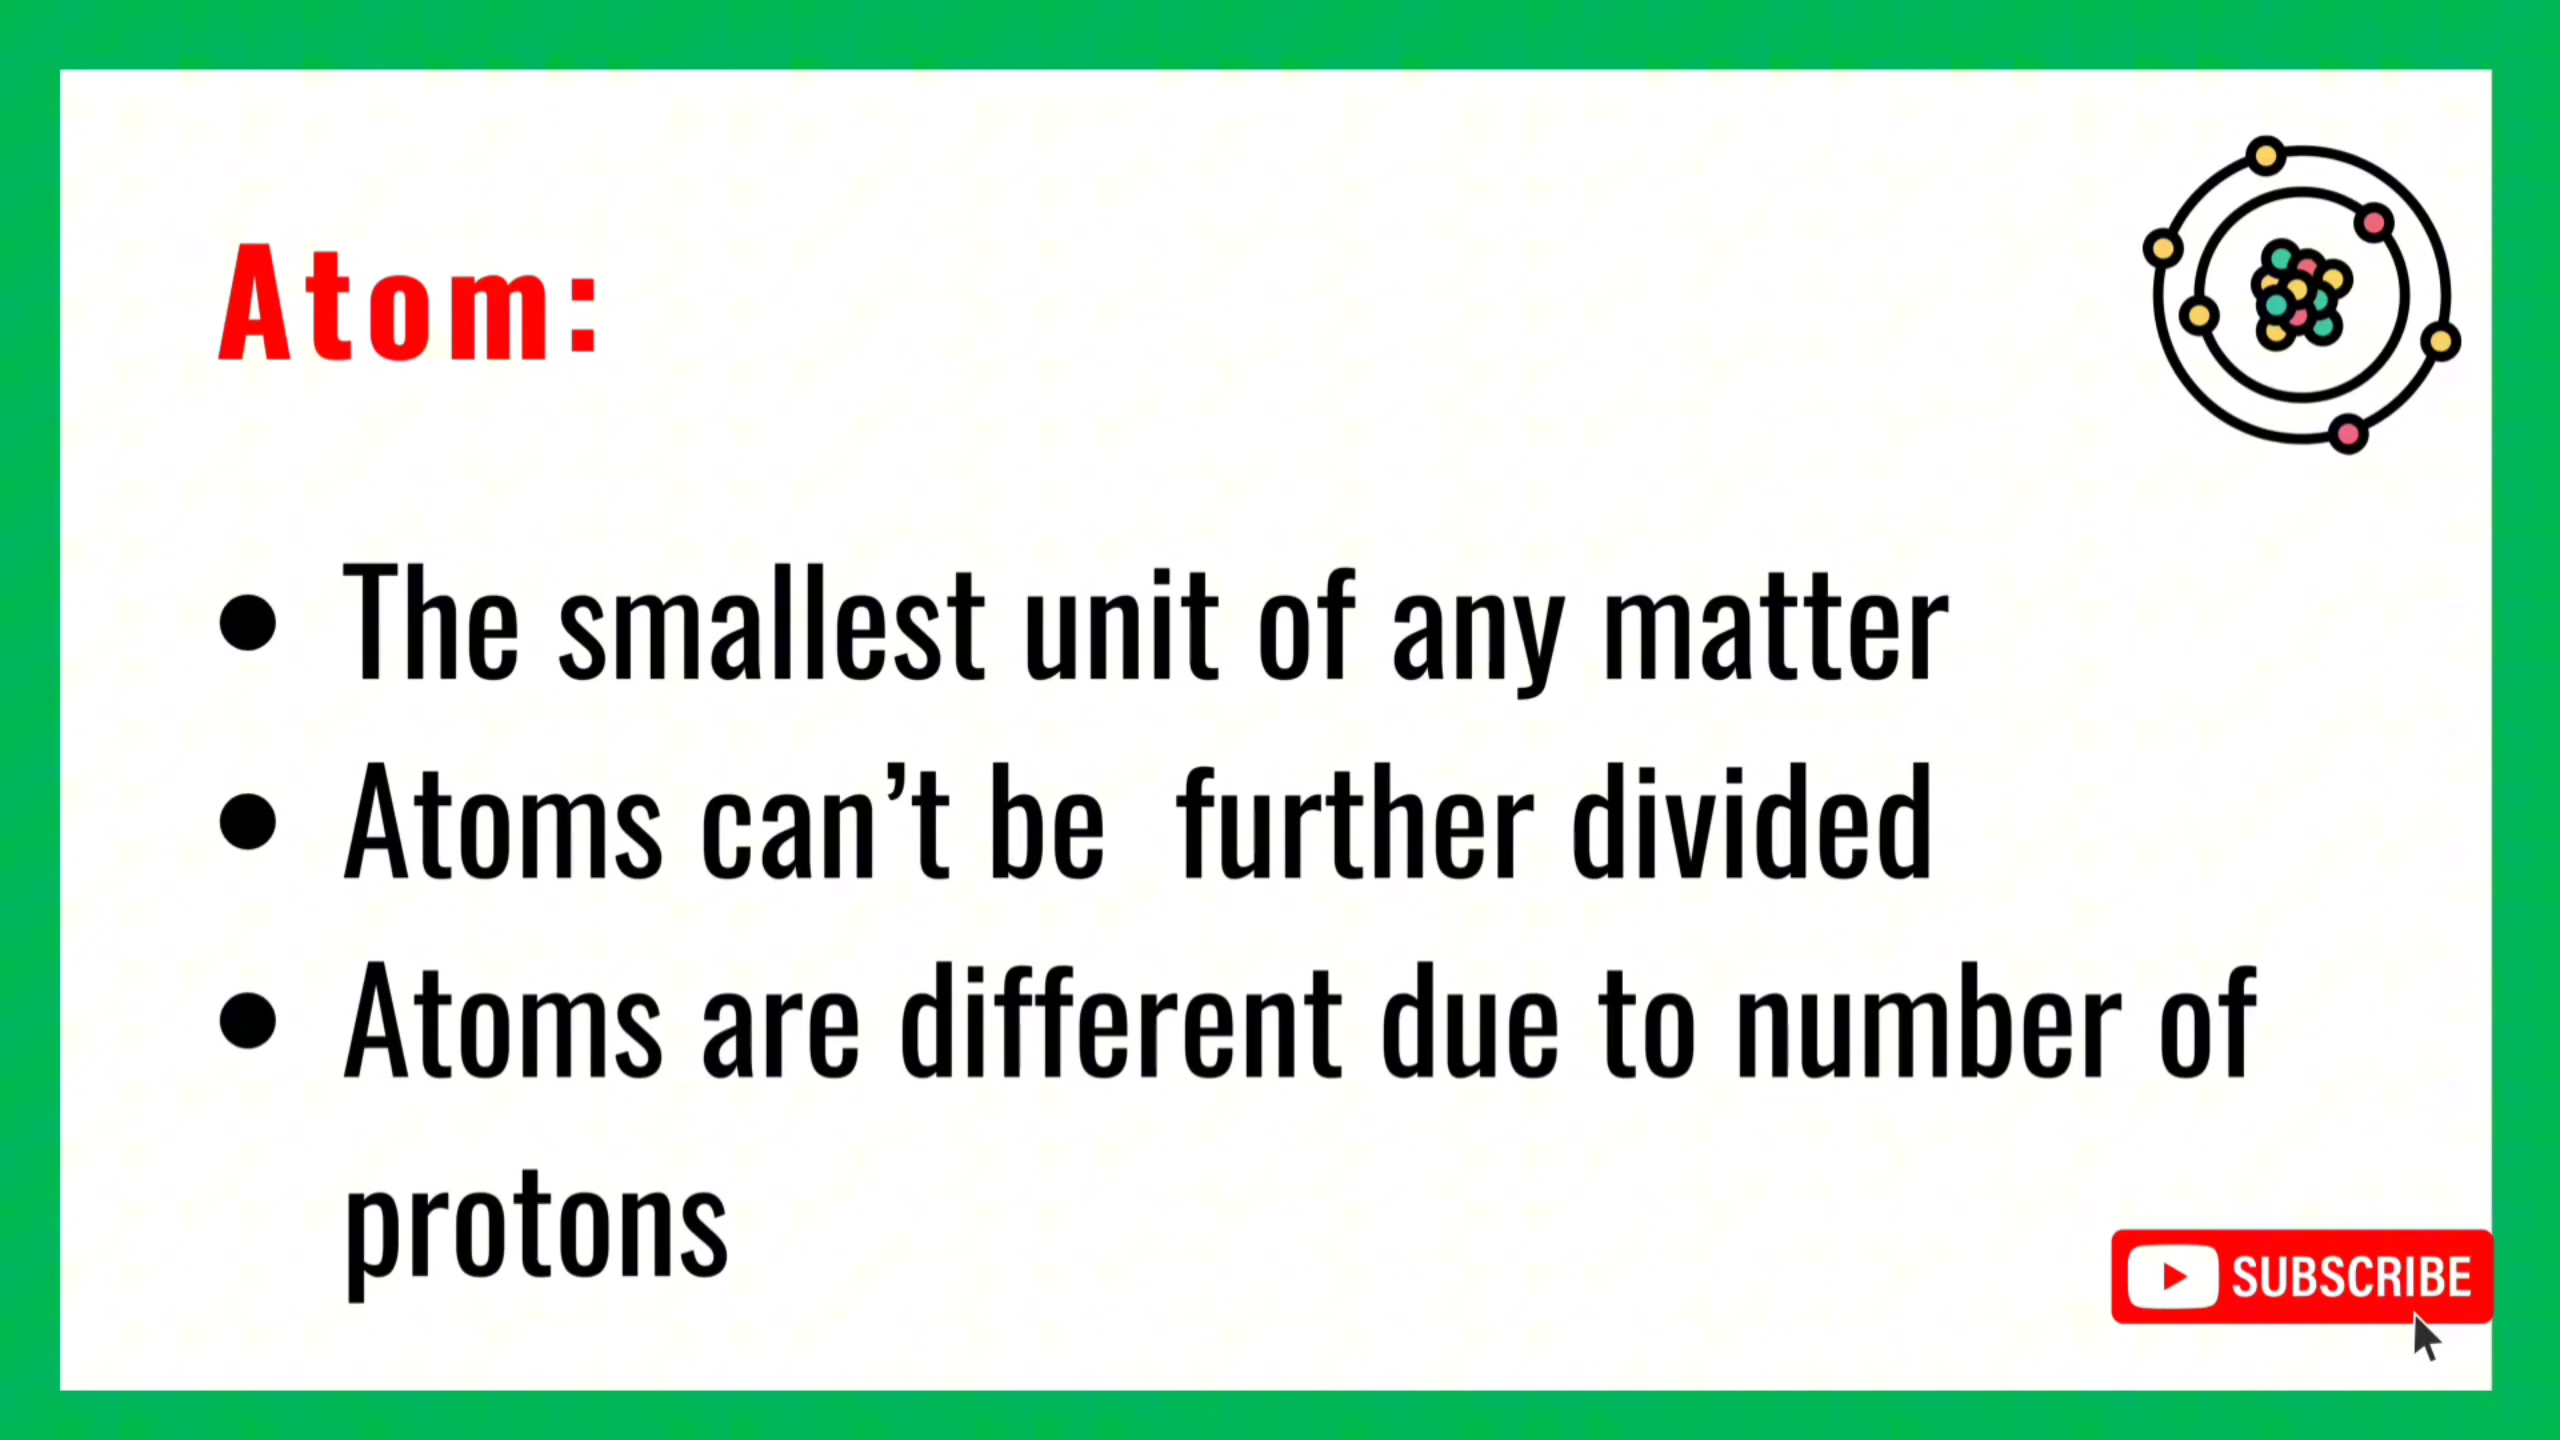 Atom:
• The smallest unit of any matter
• Atoms can’t be  further divided
• Atoms are different due to number of
protons
SUBSCRIBE